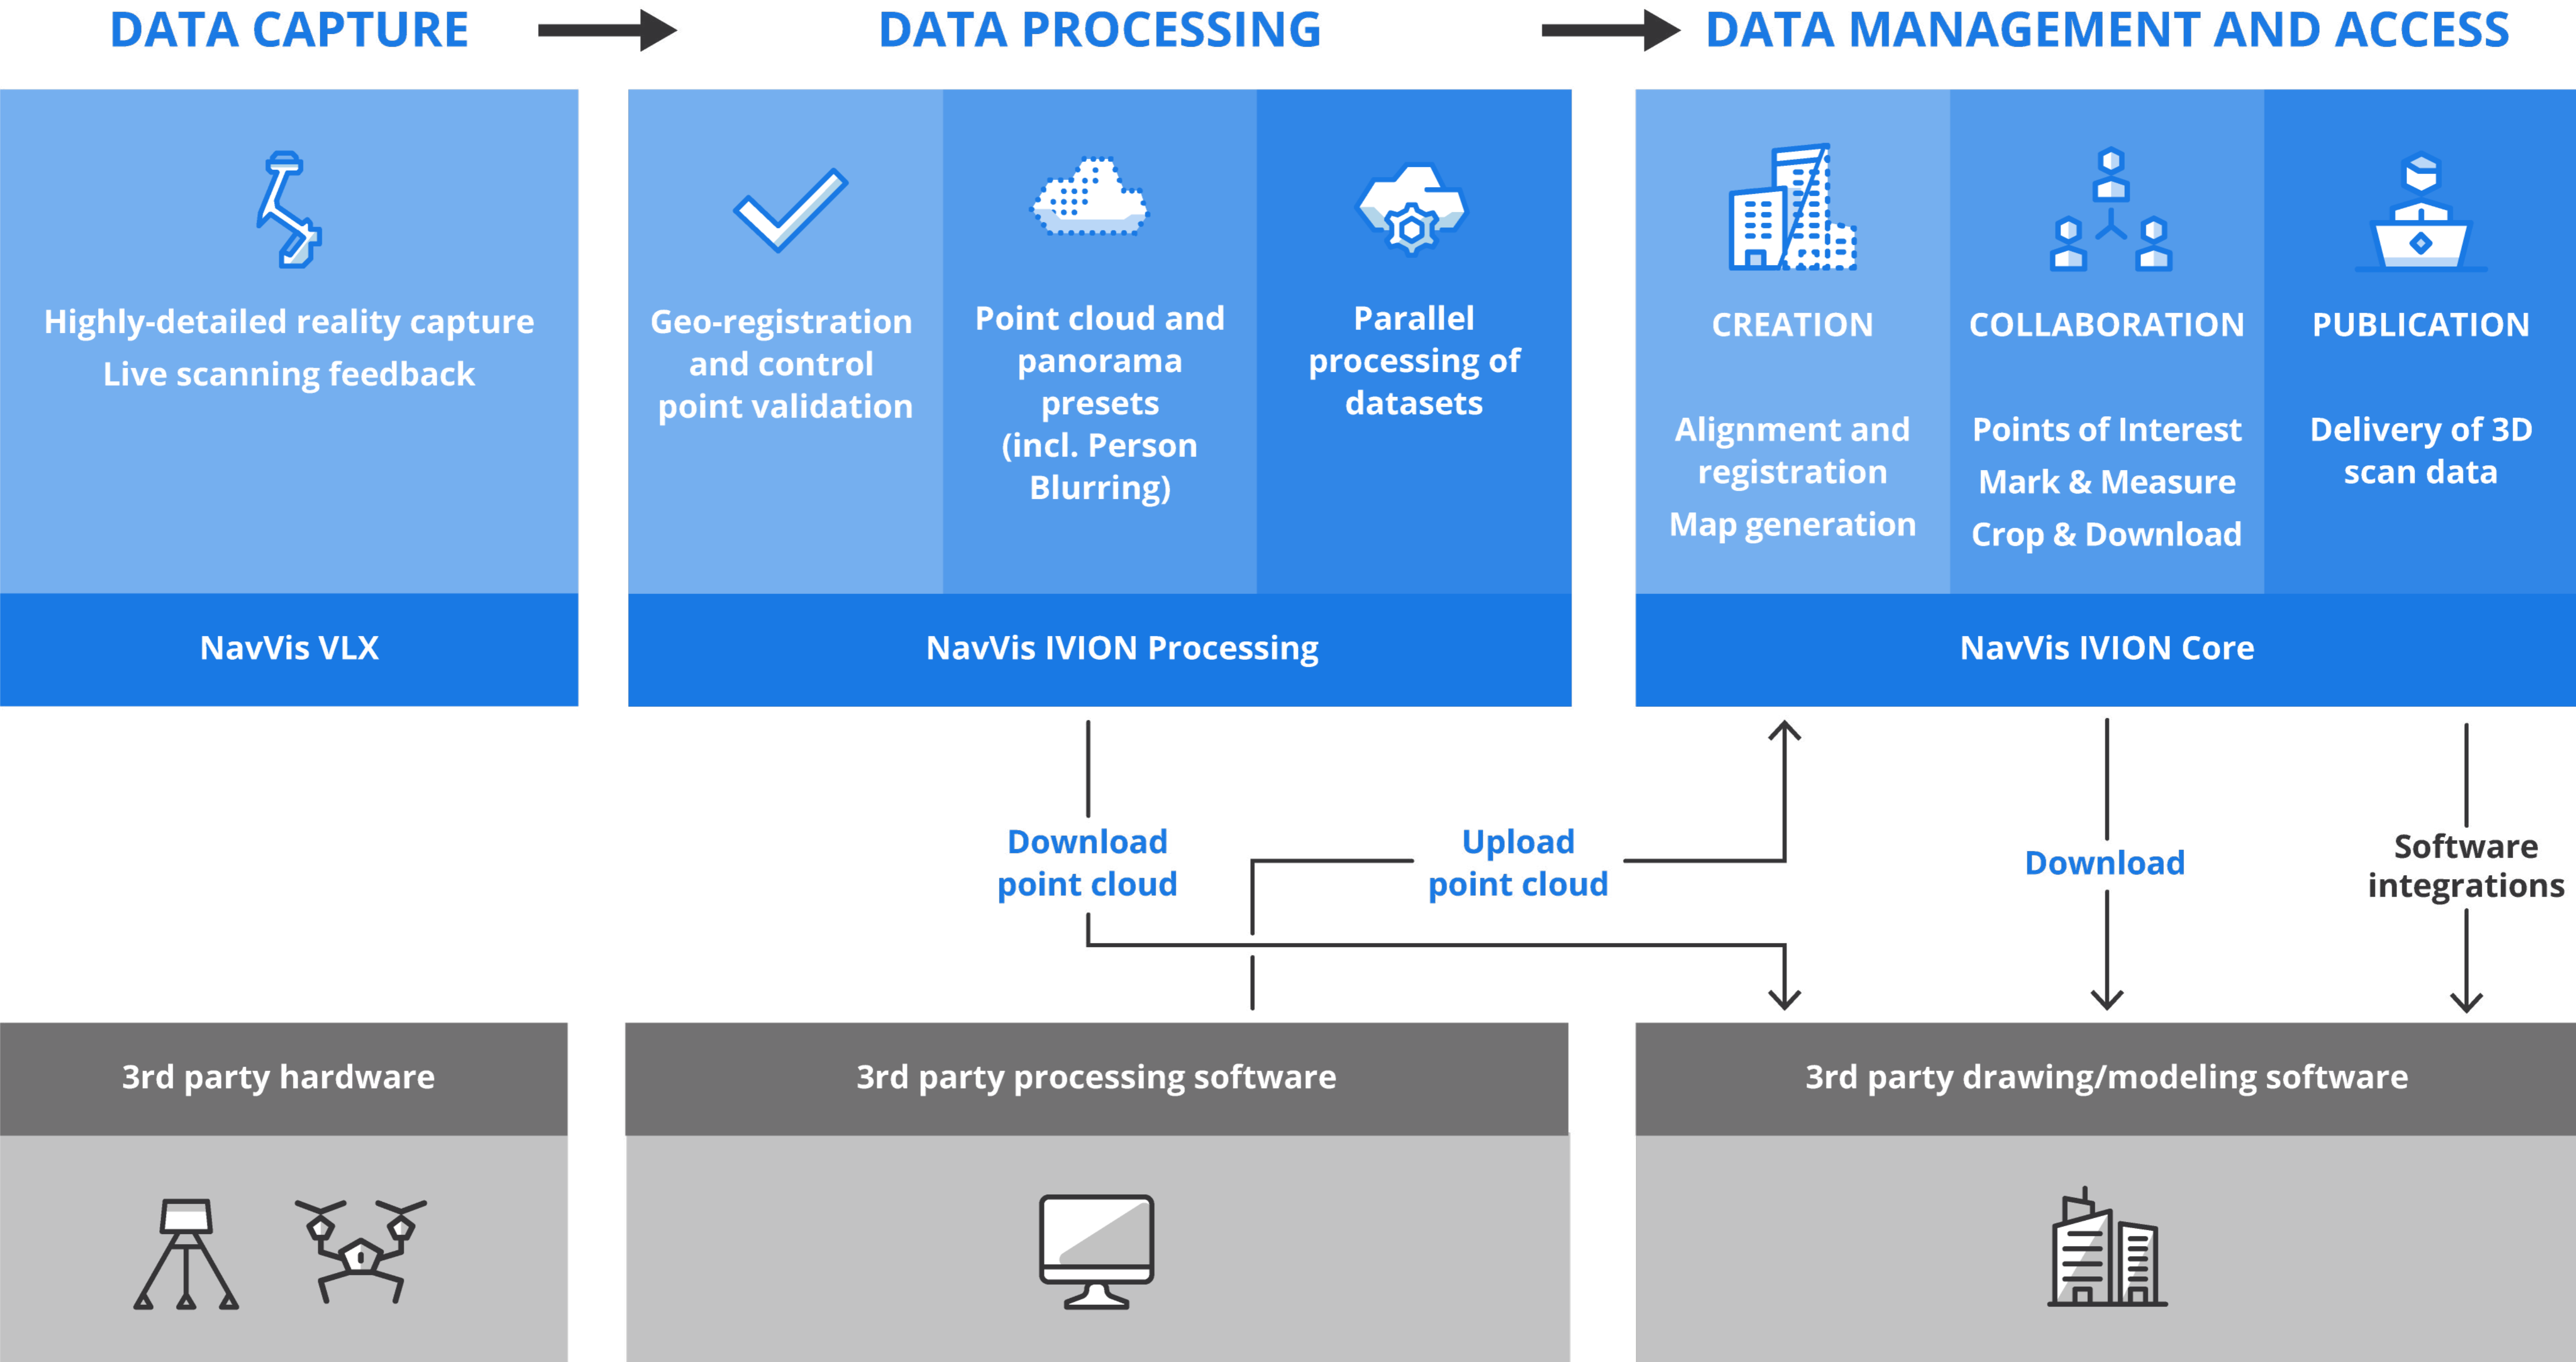 DATA CAPTURE
DATA PROCESSING
DATA MANAGEMENT AND ACCESS
Highly-detailed reality capture
Live scanning feedback
NavVis VLX
Geo-registration
and control
point validation
Point cloud and
panorama
presets
(incl. Person
Blurring)
Parallel
processing of
datasets
NavVis IVION Processing
CREATION
Alignment and
registration
Map generation
COLLABORATION
Points of Interest
Mark & Measure
Crop & Download
PUBLICATION
Delivery of 3D
scan data
NavVis IVION Core
Download
point cloud
Upload
point cloud
Download
Software
integrations
3rd party hardware
3rd party processing software
3rd party drawing/modeling software